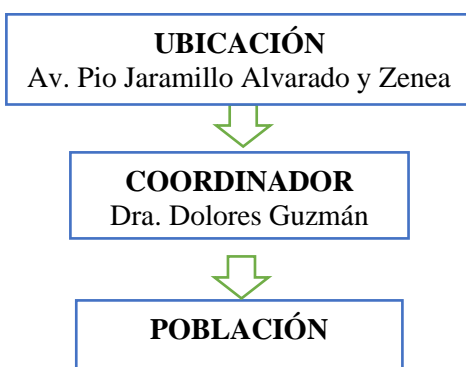 UBICACIÓN
Av. Pio Jaramillo Alvarado y Zenea
COORDINADOR
Dra. Dolores Guzmán
POBLACIÓN